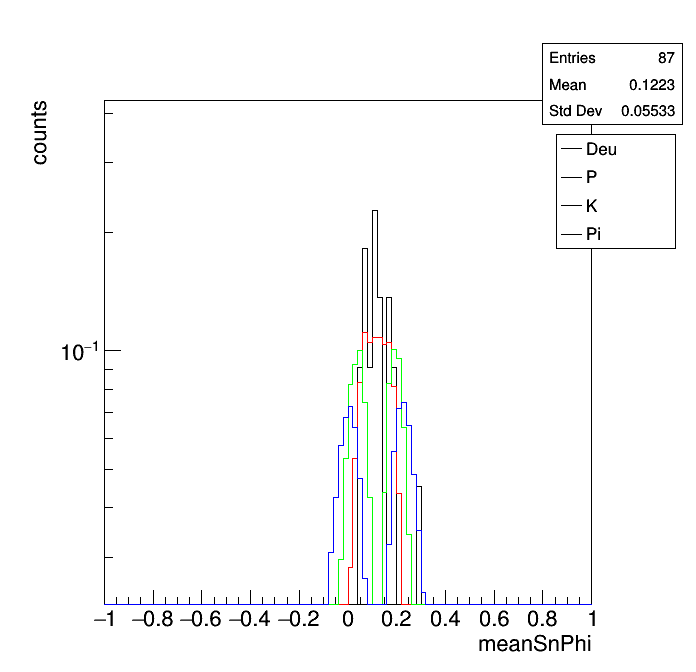 Entries 87
Mean 0.1223
Std Dev 0.05533
counts
Deu
P
K
Pi
10⁻¹
−1 −0.8 −0.6 −0.4 −0.2 0 0.2 0.4 0.6 0.8 1
meanSnPhi